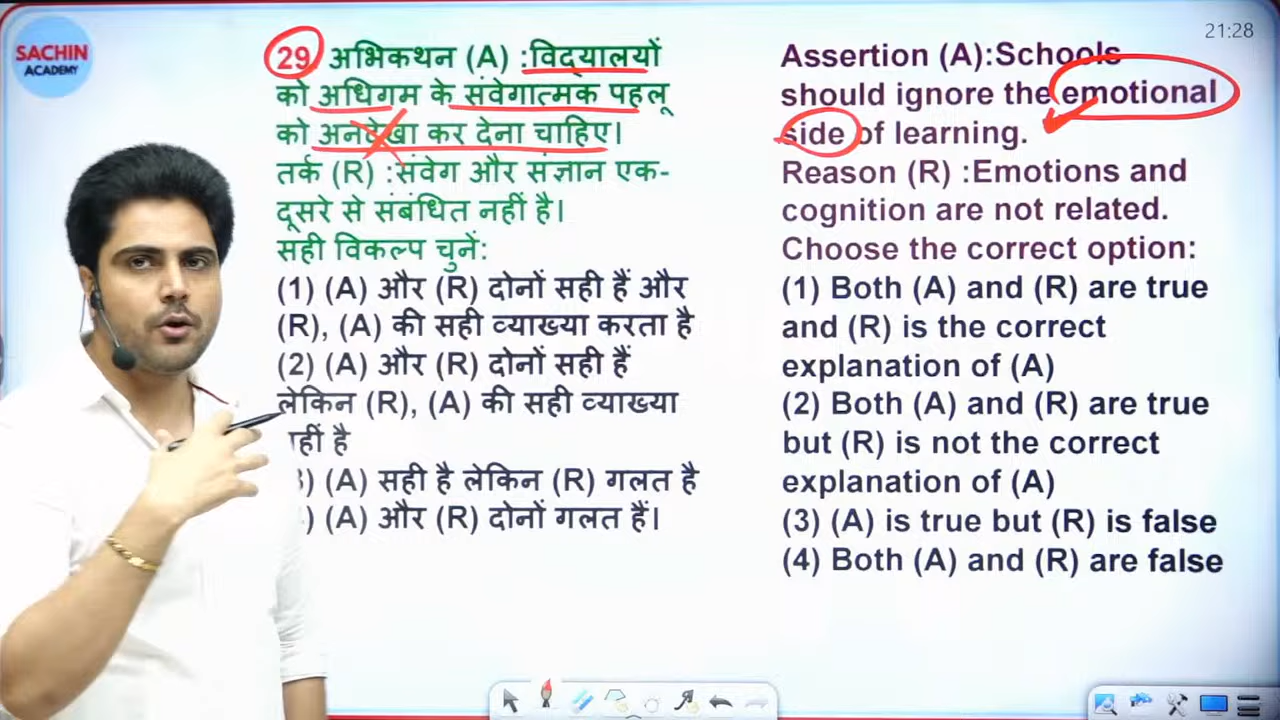 SACHIN
ACADEMY
21:28
29 अभिकथन (A) :विद्यालयों
को अधिगम के संवेगात्मक पहलू
को अनदेखा कर देना चाहिए।
तर्क (R) :संवेग और संज्ञान एक-
दूसरे से संबंधित नहीं है।
सही विकल्प चुनें:
(1) (A) और (R) दोनों सही हैं और
(R), (A) की सही व्याख्या करता है
(2) (A) और (R) दोनों सही हैं
लेकिन (R), (A) की सही व्याख्या
है
(A) सही है लेकिन (R) गलत है
(A) और (R) दोनों गलत हैं।
Assertion (A):Schools
should ignore the emotional
side of learning.
Reason (R) :Emotions and
cognition are not related.
Choose the correct option:
(1) Both (A) and (R) are true
and (R) is the correct
explanation of (A)
(2) Both (A) and (R) are true
but (R) is not the correct
explanation of (A)
(3) (A) is true but (R) is false
(4) Both (A) and (R) are false